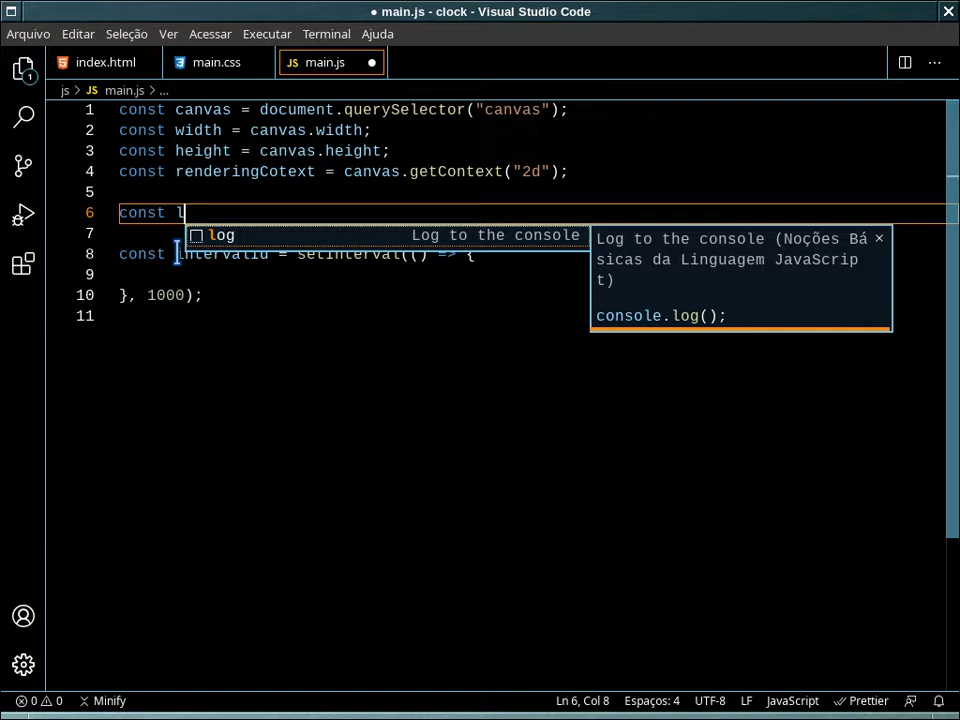 ● main.js - clock - Visual Studio Code
Arquivo Editar Seleção Ver Acessar Executar Terminal Ajuda
index.html main.css JS main.js ●
js > JS main.js > ...
1 const canvas = document.querySelector("canvas");
2 const width = canvas.width;
3 const height = canvas.height;
4 const renderingCotext = canvas.getContext("2d");
5
6 const l
log Log to the console
7
8 const intervalId = setInterval(() => {
9
10 }, 1000);
11
Log to the console (Noções Bá
sicas da Linguagem JavaScrip
t)
console.log();
1
0 0 Minify Ln 6, Col 8 Espaços: 4 UTF-8 LF JavaScript Prettier